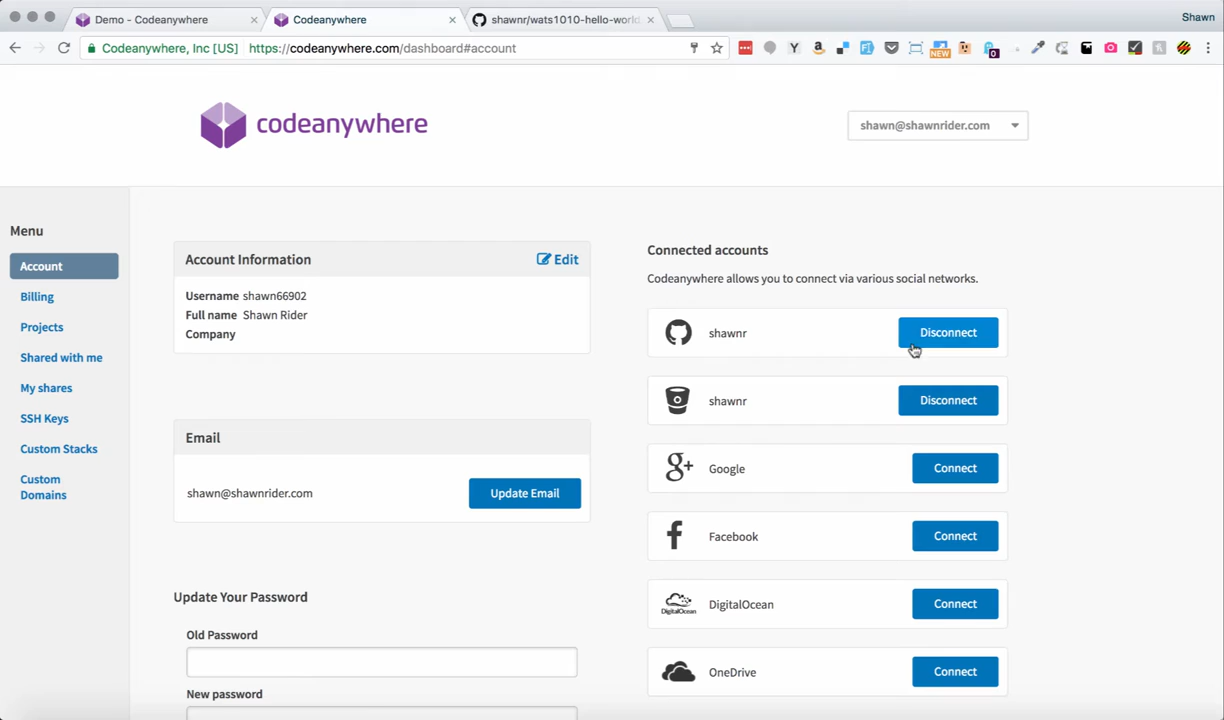 Demo - Codeanywhere
Codeanywhere
shawnr/wats1010-hello-world
Shawn
Codeanywhere, Inc [US]
https://codeanywhere.com/dashboard#account
Y
a
NEW
0
codeanywhere
shawn@shawnrider.com
Menu
Account
Billing
Projects
Shared with me
My shares
SSH Keys
Custom Stacks
Custom
Domains
Account Information
Edit
Username shawn66902
Full name Shawn Rider
Company
Email
shawn@shawnrider.com
Update Email
Update Your Password
Old Password
New password
Connected accounts
Codeanywhere allows you to connect via various social networks.
shawnr
Disconnect
shawnr
Disconnect
g+
Google
Connect
f
Facebook
Connect
DigitalOcean
DigitalOcean
Connect
OneDrive
Connect